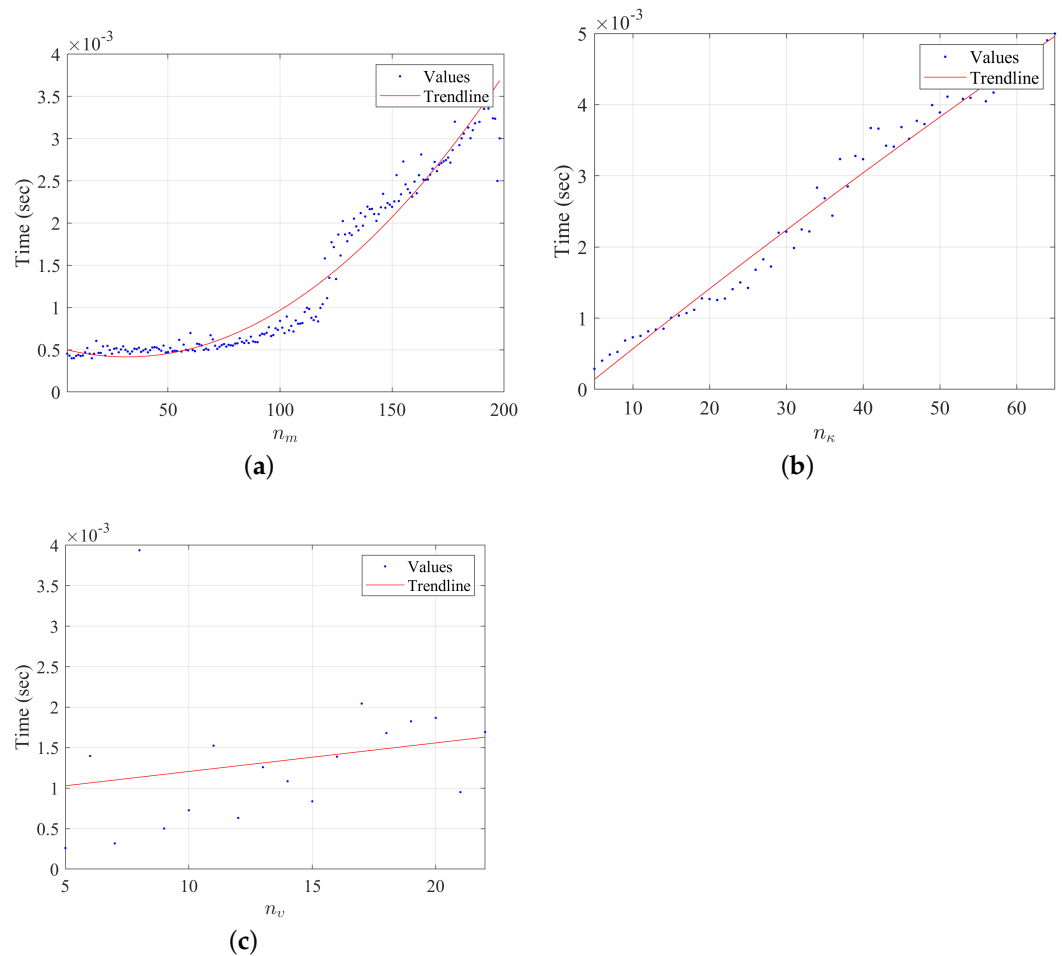 ×10⁻³
4
3.5
3
2.5
2
1.5
1
0.5
0
50
100
150
200
Time (sec)
n_m
Values
Trendline
(a)
×10⁻³
5
4
3
2
1
0
10
20
30
40
50
60
Time (sec)
n_κ
Values
Trendline
(b)
×10⁻³
4
3.5
3
2.5
2
1.5
1
0.5
0
5
10
15
20
Time (sec)
n_υ
Values
Trendline
(c)